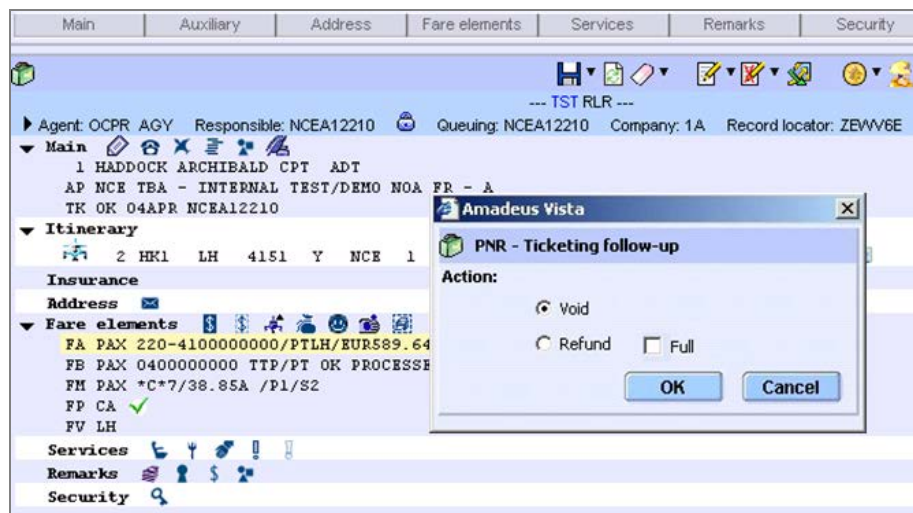 Main Auxiliary Address Fare elements Services Remarks Security
--- TST RLR ---
Agent: OCPR AGY Responsible: NCEA12210 Queuing: NCEA12210 Company: 1A Record locator: ZEWV6E
Main
1 HADDOCK ARCHIBALD CPT ADT
AP NCE TBA - INTERNAL TEST/DEMO NOA FR - A
TK OK 04APR NCEA12210
Itinerary
2 HK1 LH 4151 Y NCE 1
Insurance
Address
Fare elements
FA PAX 220-4100000000/PTLH/EUR589.64
FB PAX 0400000000 TTP/PT OK PROCESSE
FM PAX *C*7/38.85A /P1/S2
FP CA
FV LH
Services
Remarks
Security
Amadeus Vista
PNR - Ticketing follow-up
Action:
Void
Refund Full
OK Cancel